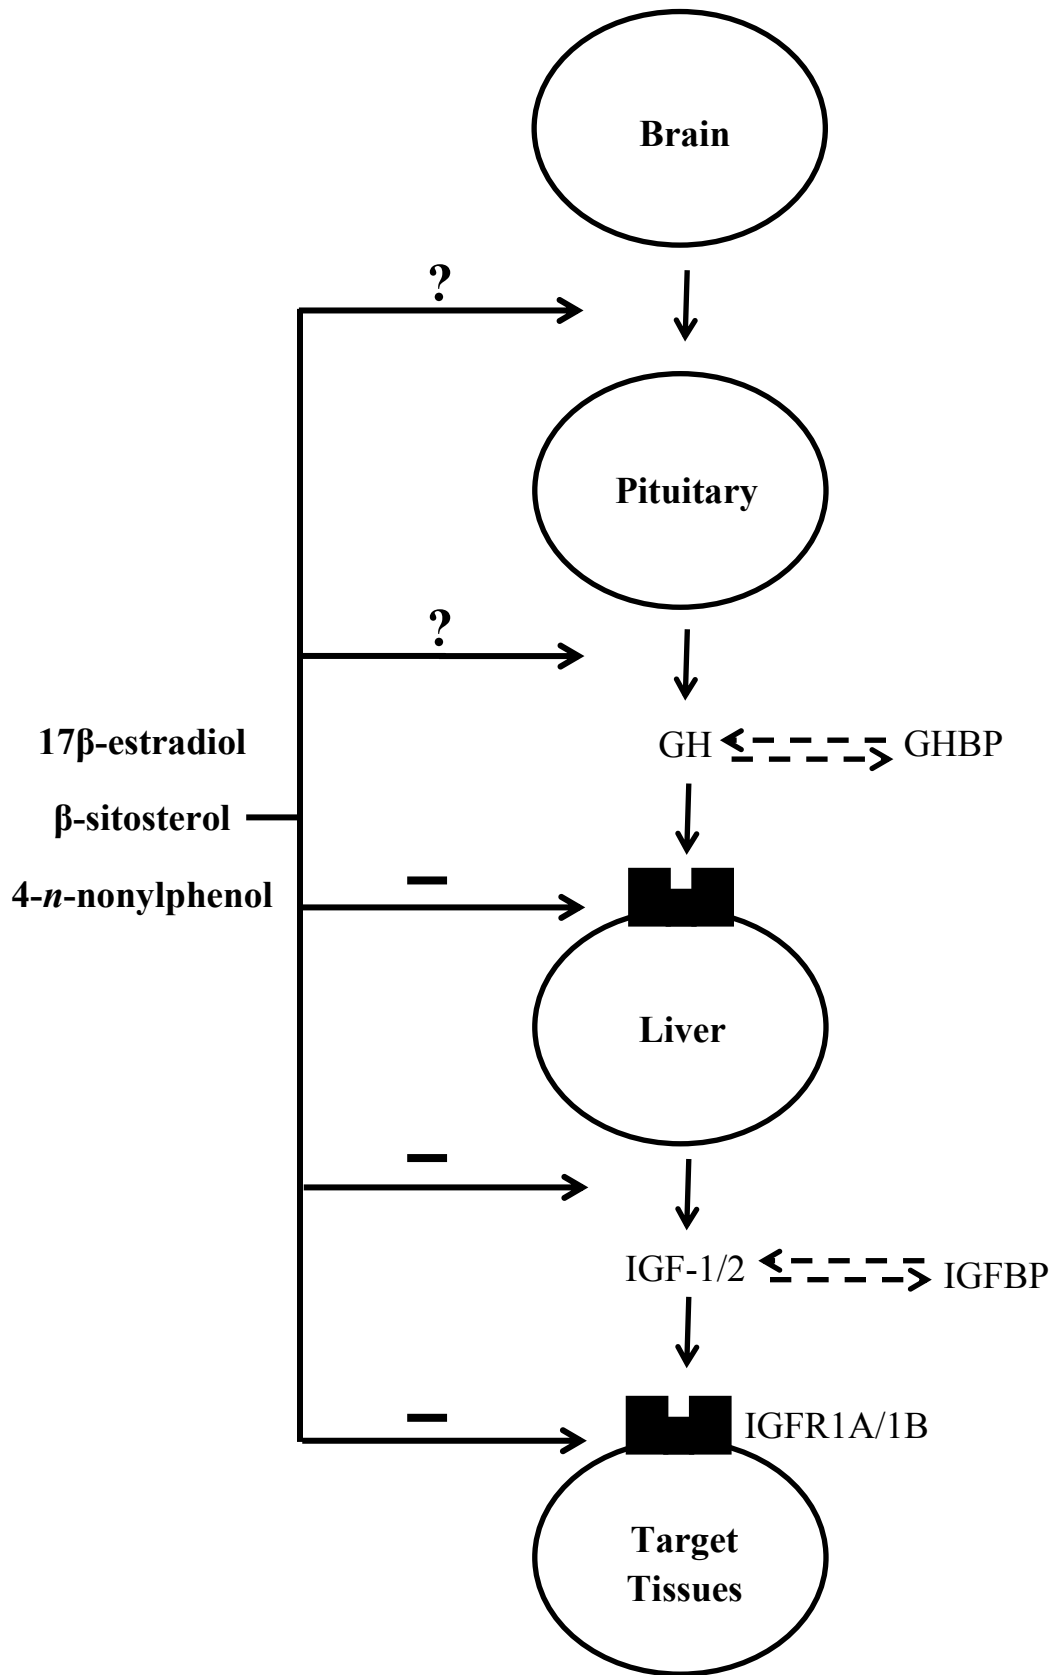 Brain
?
Pituitary
?
GH
GHBP
17β-estradiol
β-sitosterol
4-n-nonylphenol
–
Liver
–
IGF-1/2
IGFBP
–
IGFR1A/1B
Target
Tissues